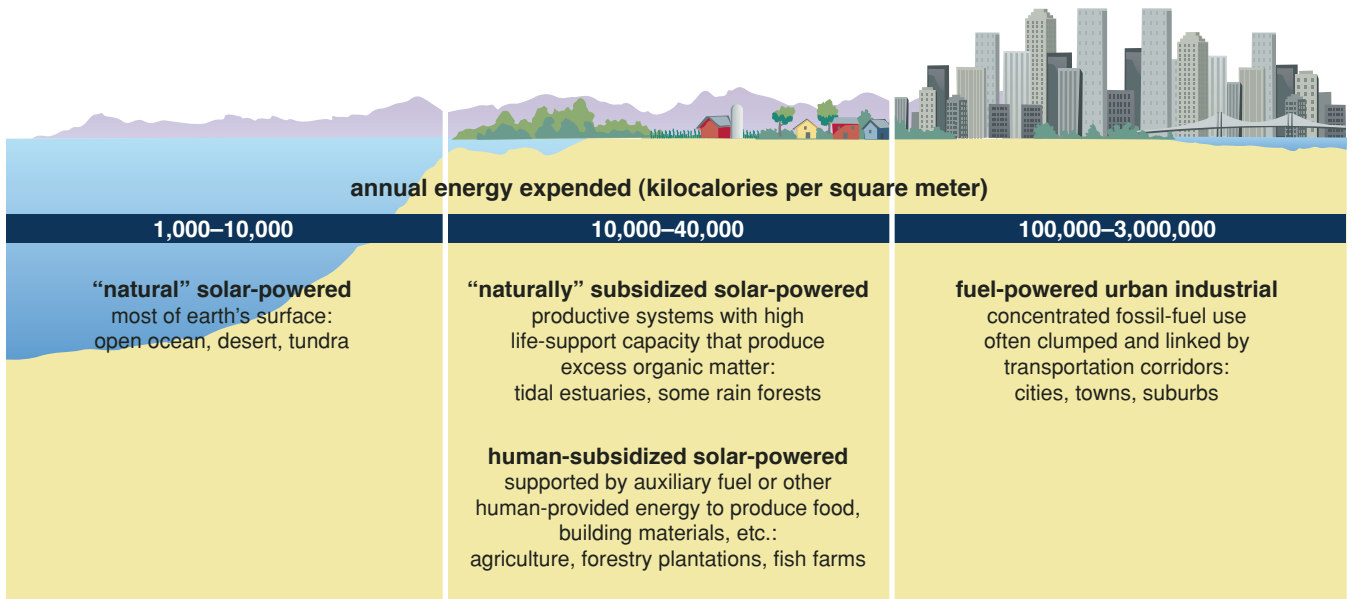 annual energy expended (kilocalories per square meter)
1,000–10,000
10,000–40,000
100,000–3,000,000
“natural” solar-powered
most of earth’s surface:
open ocean, desert, tundra
“naturally” subsidized solar-powered
productive systems with high
life-support capacity that produce
excess organic matter:
tidal estuaries, some rain forests
human-subsidized solar-powered
supported by auxiliary fuel or other
human-provided energy to produce food,
building materials, etc.:
agriculture, forestry plantations, fish farms
fuel-powered urban industrial
concentrated fossil-fuel use
often clumped and linked by
transportation corridors:
cities, towns, suburbs